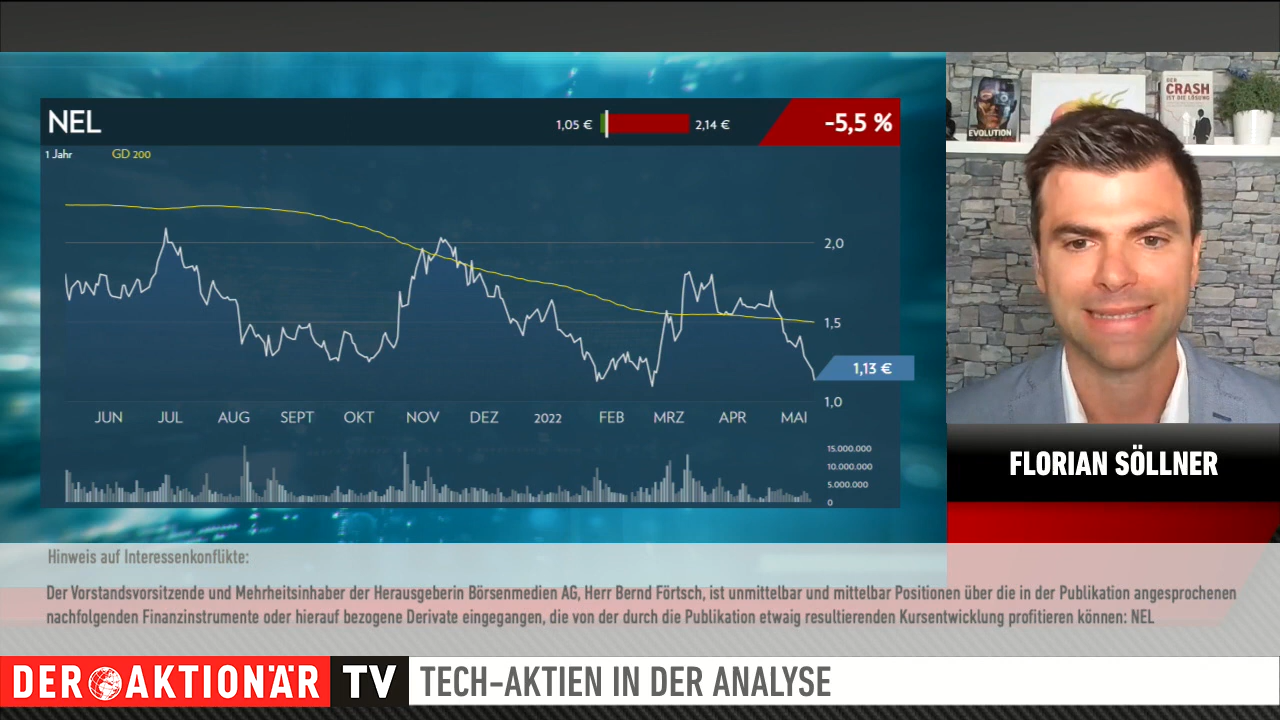 NEL
1,05 €
2,14 €
-5,5 %
1 Jahr
GD 200
2,0
1,5
1,13 €
1,0
JUN JUL AUG SEPT OKT NOV DEZ 2022 FEB MRZ APR MAI
15.000.000
10.000.000
5.000.000
0
EVOLUTION
DER
CRASH
IST DIE LÖSUNG
FLORIAN SÖLLNER
Hinweis auf Interessenkonflikte:
Der Vorstandsvorsitzende und Mehrheitsinhaber der Herausgeberin Börsenmedien AG, Herr Bernd Förtsch, ist unmittelbar und mittelbar Positionen über die in der Publikation angesprochenen
nachfolgenden Finanzinstrumente oder hierauf bezogene Derivate eingegangen, die von der durch die Publikation etwaig resultierenden Kursentwicklung profitieren können: NEL
DER AKTIONÄR TV
TECH-AKTIEN IN DER ANALYSE